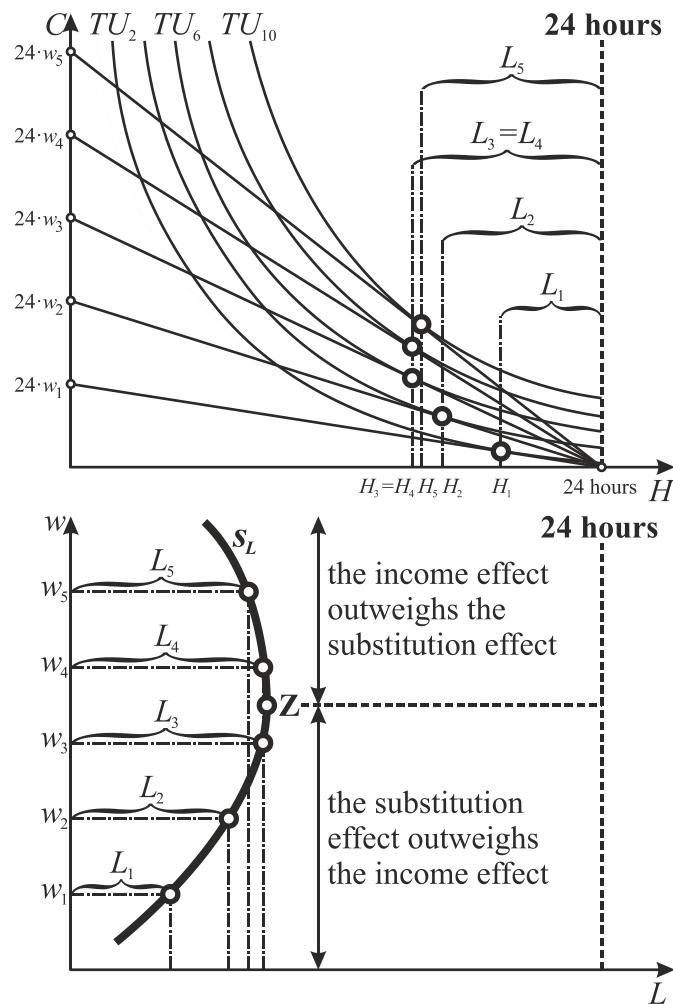 C TU2 TU6 TU10 24 hours
24·w5
L5
24·w4
L3=L4
24·w3
L2
24·w2
L1
24·w1
H3=H4 H5 H2 H1 24 hours H
w 24 hours
sL
L5
w5
the income effect
outweighs the
substitution effect
L4
w4
Z
L3
w3
L2
w2
the substitution
effect outweighs
the income effect
L1
w1
L